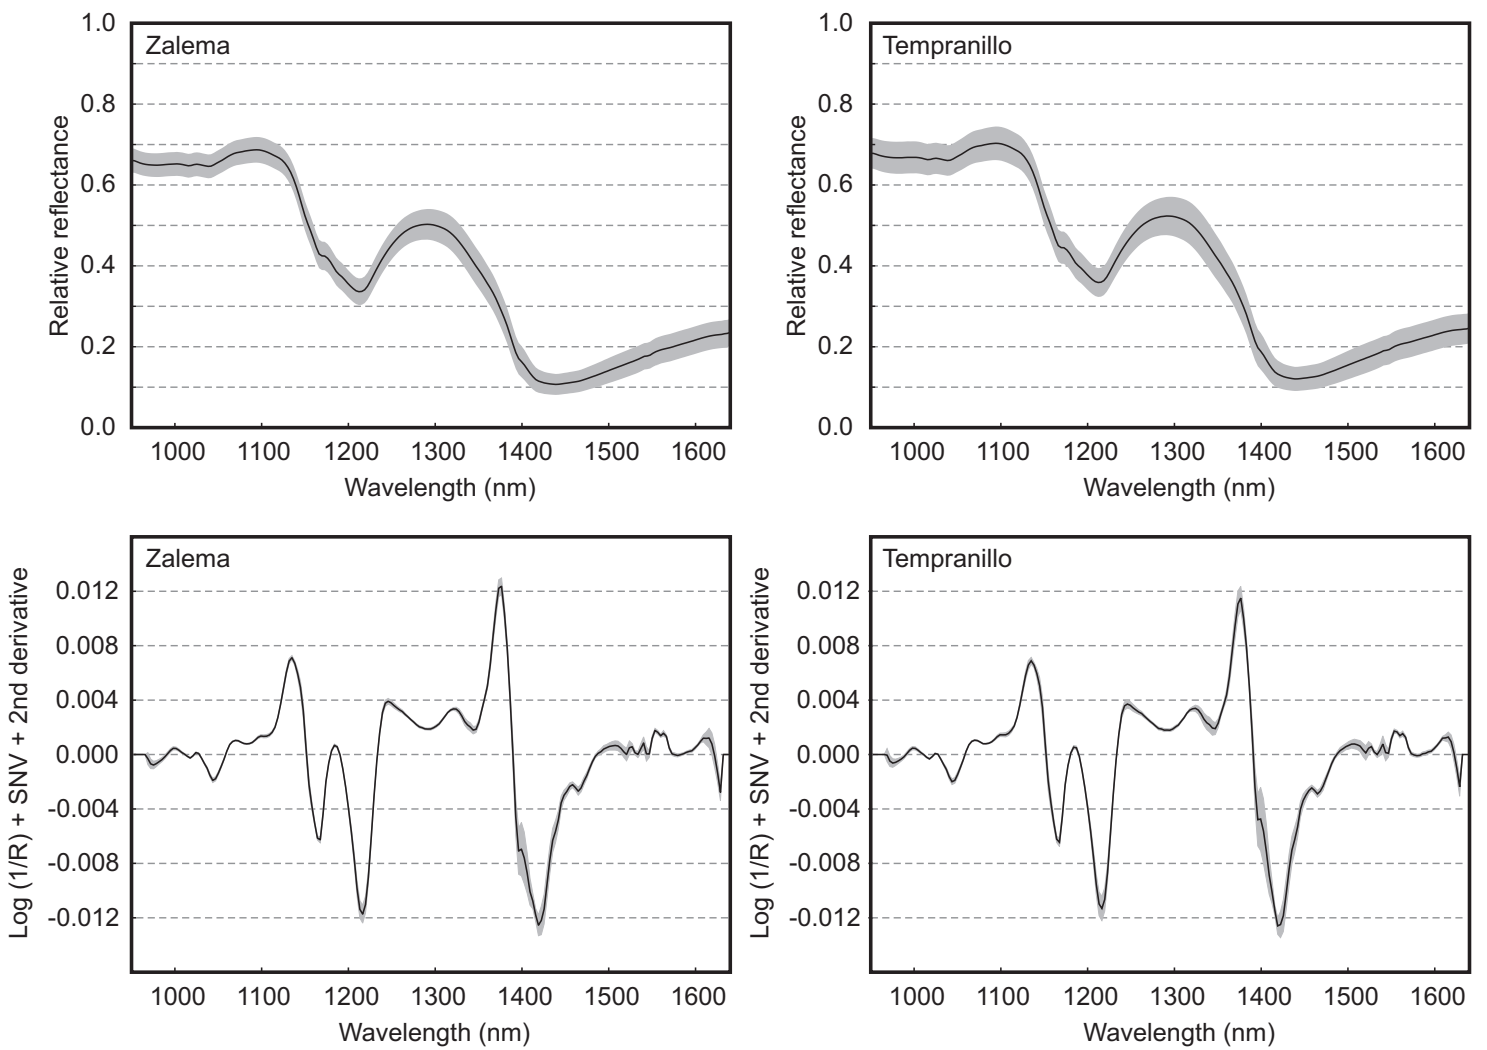 Zalema
1.0
0.8
0.6
0.4
0.2
0.0
Relative reflectance
1000 1100 1200 1300 1400 1500 1600
Wavelength (nm)
Tempranillo
1.0
0.8
0.6
0.4
0.2
0.0
Relative reflectance
1000 1100 1200 1300 1400 1500 1600
Wavelength (nm)
Zalema
0.012
0.008
0.004
0.000
-0.004
-0.008
-0.012
Log (1/R) + SNV + 2nd derivative
1000 1100 1200 1300 1400 1500 1600
Wavelength (nm)
Tempranillo
0.012
0.008
0.004
0.000
-0.004
-0.008
-0.012
Log (1/R) + SNV + 2nd derivative
1000 1100 1200 1300 1400 1500 1600
Wavelength (nm)